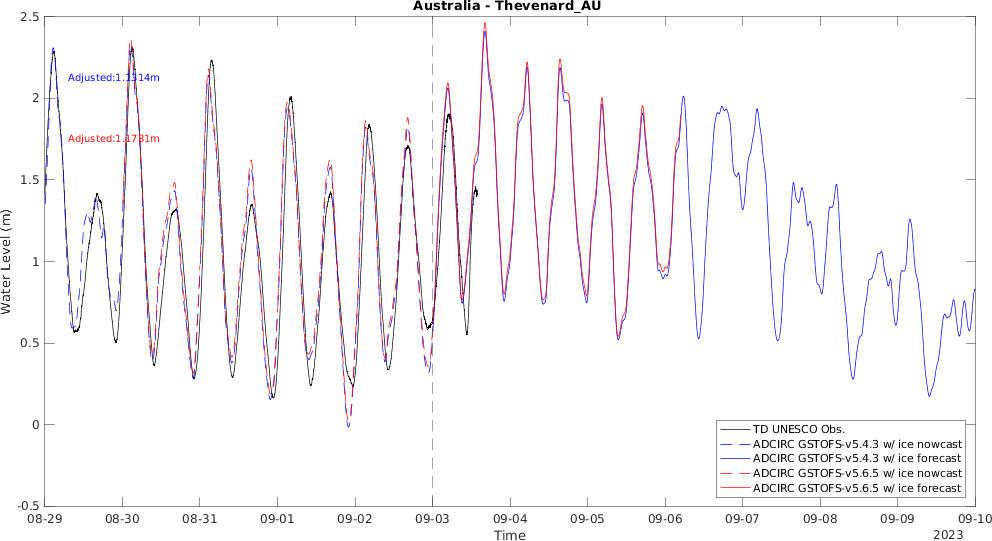 Australia - Thevenard_AU
2.5
2
1.5
1
0.5
0
-0.5
Water Level (m)
Adjusted:1.1314m
Adjusted:1.1781m
TD UNESCO Obs.
ADCIRC GSTOFS-v5.4.3 w/ ice nowcast
ADCIRC GSTOFS-v5.4.3 w/ ice forecast
ADCIRC GSTOFS-v5.6.5 w/ ice nowcast
ADCIRC GSTOFS-v5.6.5 w/ ice forecast
08-29 08-30 08-31 09-01 09-02 09-03 09-04 09-05 09-06 09-07 09-08 09-09 09-10
Time
2023